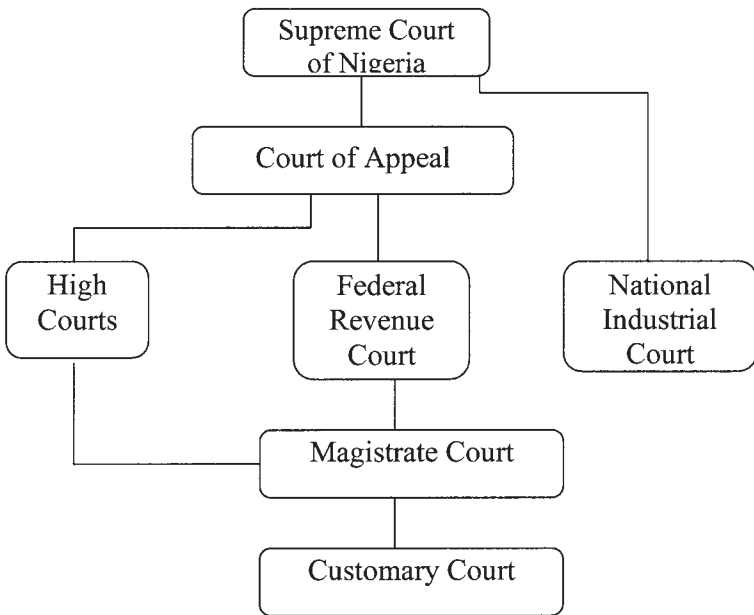 Supreme Court
of Nigeria
Court of Appeal
High
Courts
Federal
Revenue
Court
National
Industrial
Court
Magistrate Court
Customary Court